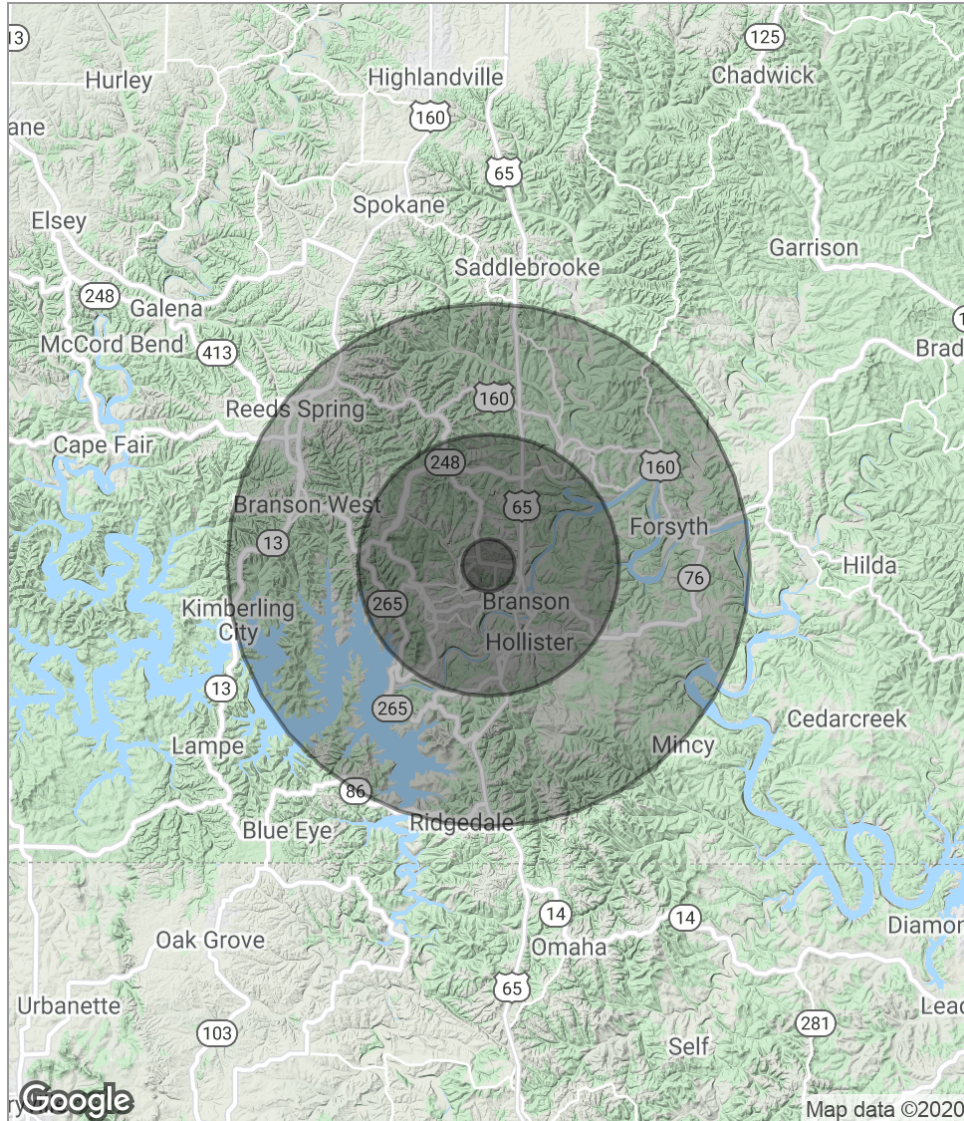 13
125
Hurley
Highlandville
Chadwick
160
ane
65
Elsey
Spokane
Garrison
Saddlebrooke
248
Galena
1
McCord Bend
413
Brad
160
Reeds Spring
Cape Fair
248
160
Branson West
65
Forsyth
13
Hilda
76
Kimberling
City
265
Branson
Hollister
13
265
Cedarcreek
Lampe
Mincy
86
Blue Eye
Ridgedale
14
14
Diamon
Oak Grove
Omaha
65
Urbanette
Lead
103
281
Self
ry
Google
Map data ©2020